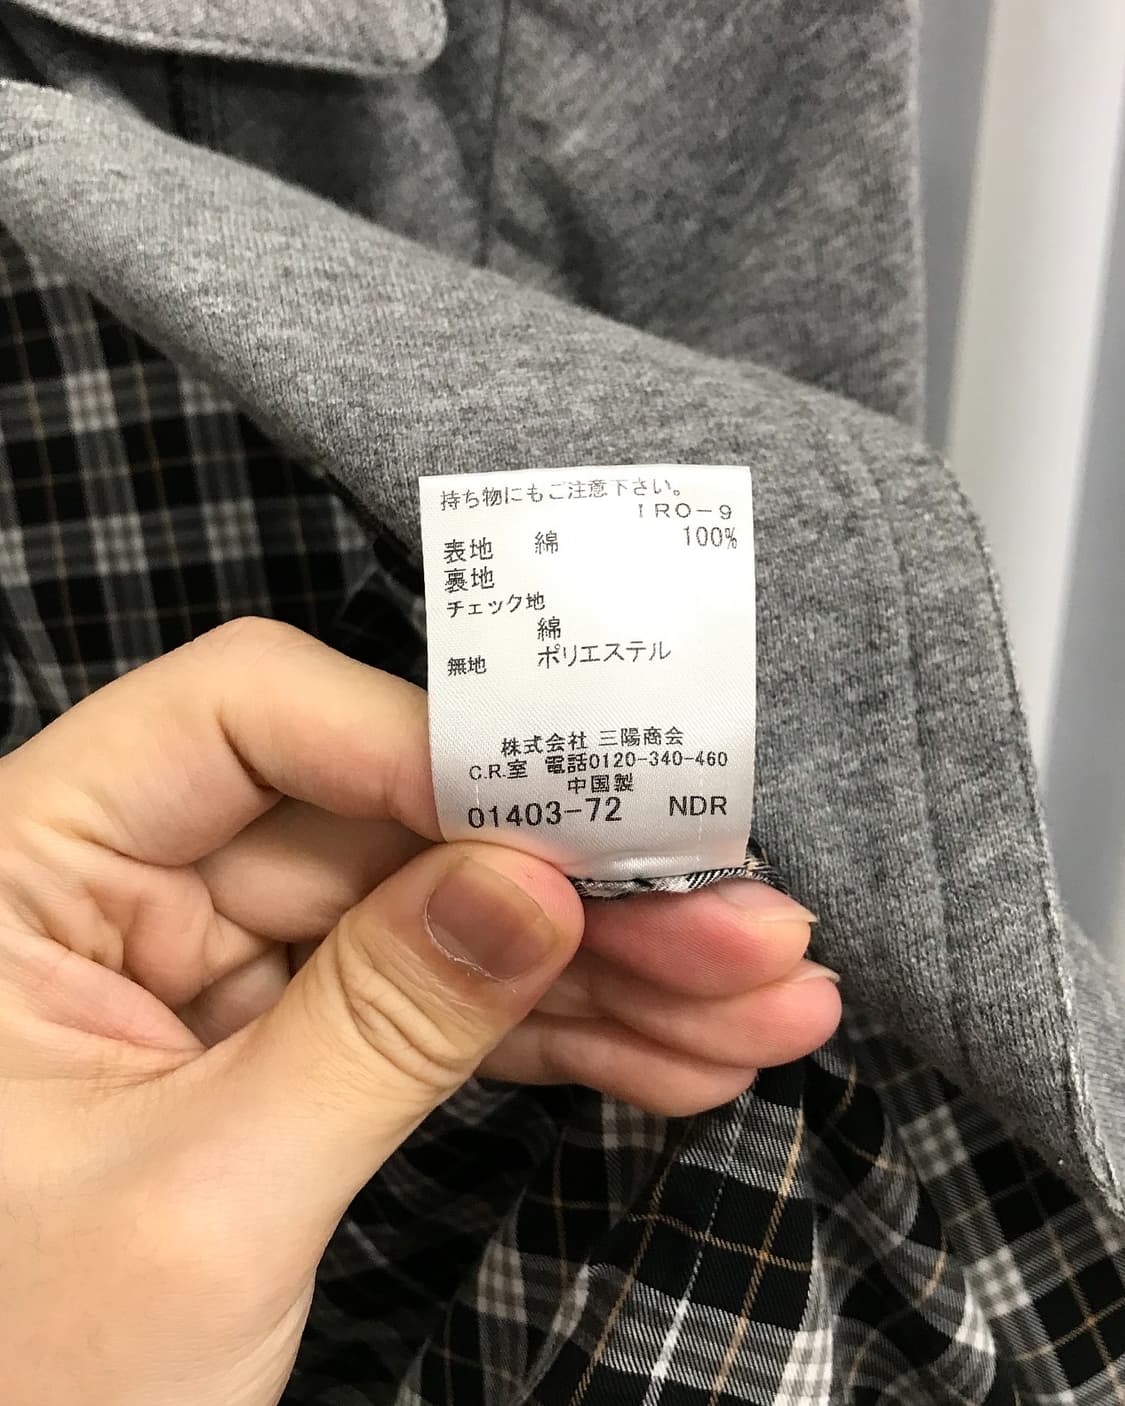 持ち物にもご注意下さい。
IRO-9
表地 綿 100%
裏地
チェック地
綿
無地 ポリエステル
株式会社 三陽商会
C.R.室 電話0120-340-460
中国製
01403-72 NDR